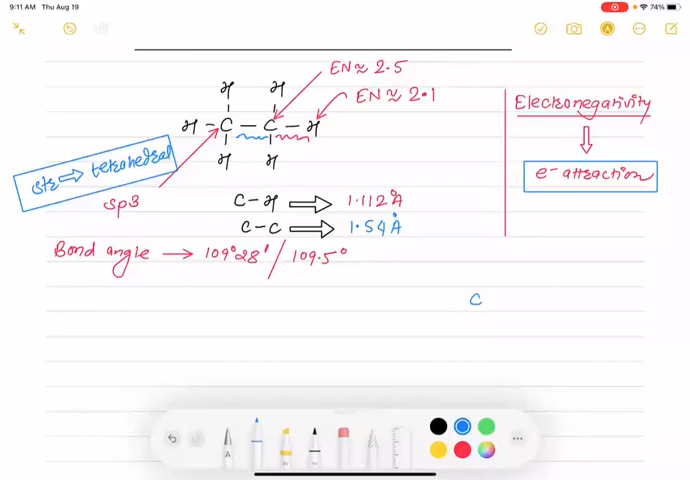 9:11 AM Thu Aug 19
74%
EN≈ 2.5
EN≈ 2.1
H H
H – C – C – H
H H
str ⇒ tetrahedral
sp3
C – H ⇒ 1.112 Å
C – C ⇒ 1.54 Å
Bond angle → 109°28' / 109.5°
Electronegativity
e- attraction
C
A